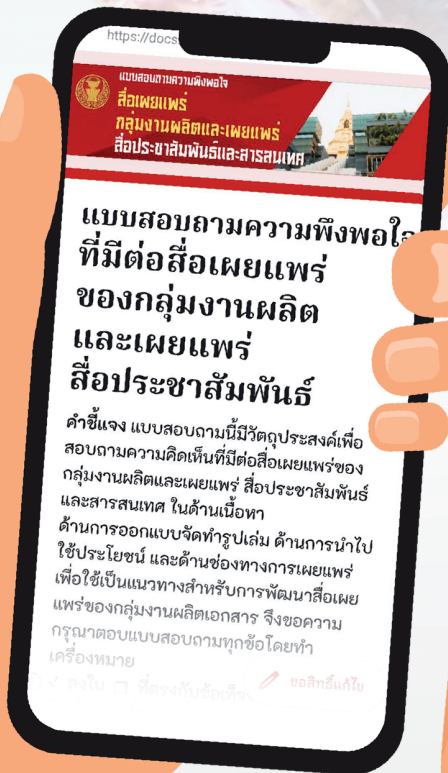 https://docs
แบบสอบถามความพึงพอใจ
สื่อเผยแพร่
กลุ่มงานผลิตและเผยแพร่
สื่อประชาสัมพันธ์และสารสนเทศ
แบบสอบถามความพึงพอใจ
ที่มีต่อสื่อเผยแพร่
ของกลุ่มงานผลิต
และเผยแพร่
สื่อประชาสัมพันธ์
คำชี้แจง แบบสอบถามนี้มีวัตถุประสงค์เพื่อ
สอบถามความคิดเห็นที่มีต่อสื่อเผยแพร่ของ
กลุ่มงานผลิตและเผยแพร่ สื่อประชาสัมพันธ์
และสารสนเทศ ในด้านเนื้อหา
ด้านการออกแบบจัดทำรูปเล่ม ด้านการนำไป
ใช้ประโยชน์ และด้านช่องทางการเผยแพร่
เพื่อใช้เป็นแนวทางสำหรับการพัฒนาสื่อเผย
แพร่ของกลุ่มงานผลิตเอกสาร จึงขอความ
กรุณาตอบแบบสอบถามทุกข้อโดยทำ
เครื่องหมาย
✓ ลงใน ☐ ที่ตรงกับข้อเท็จ
ขอสิทธิ์แก้ไข